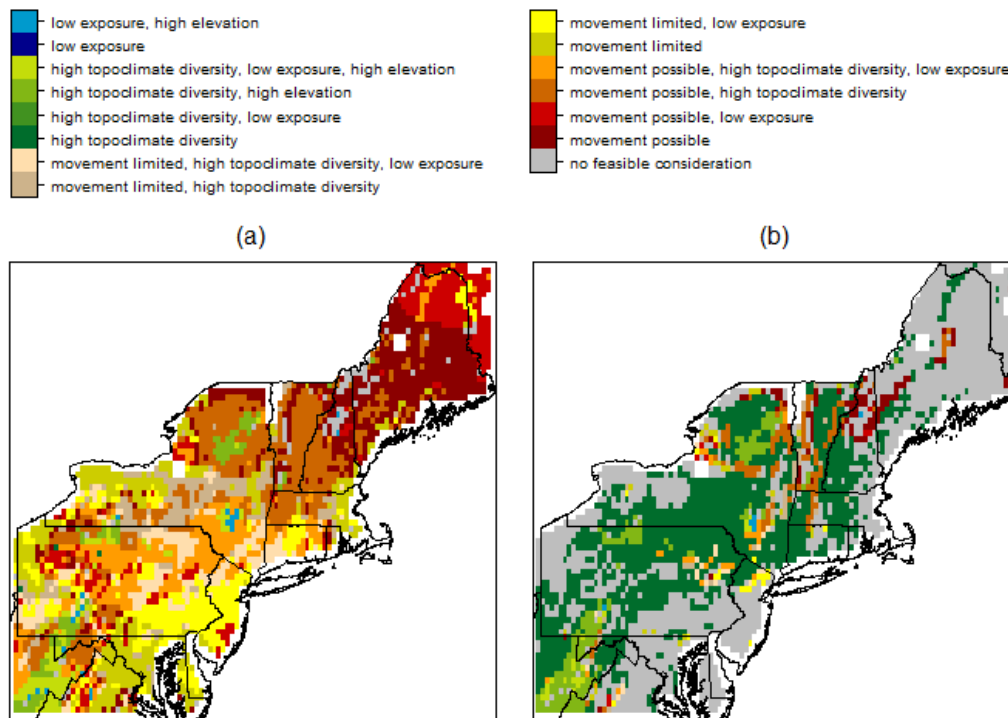 low exposure, high elevation
low exposure
high topoclimate diversity, low exposure, high elevation
high topoclimate diversity, high elevation
high topoclimate diversity, low exposure
high topoclimate diversity
movement limited, high topoclimate diversity, low exposure
movement limited, high topoclimate diversity
movement limited, low exposure
movement limited
movement possible, high topoclimate diversity, low exposure
movement possible, high topoclimate diversity
movement possible, low exposure
movement possible
no feasible consideration
(a)
(b)